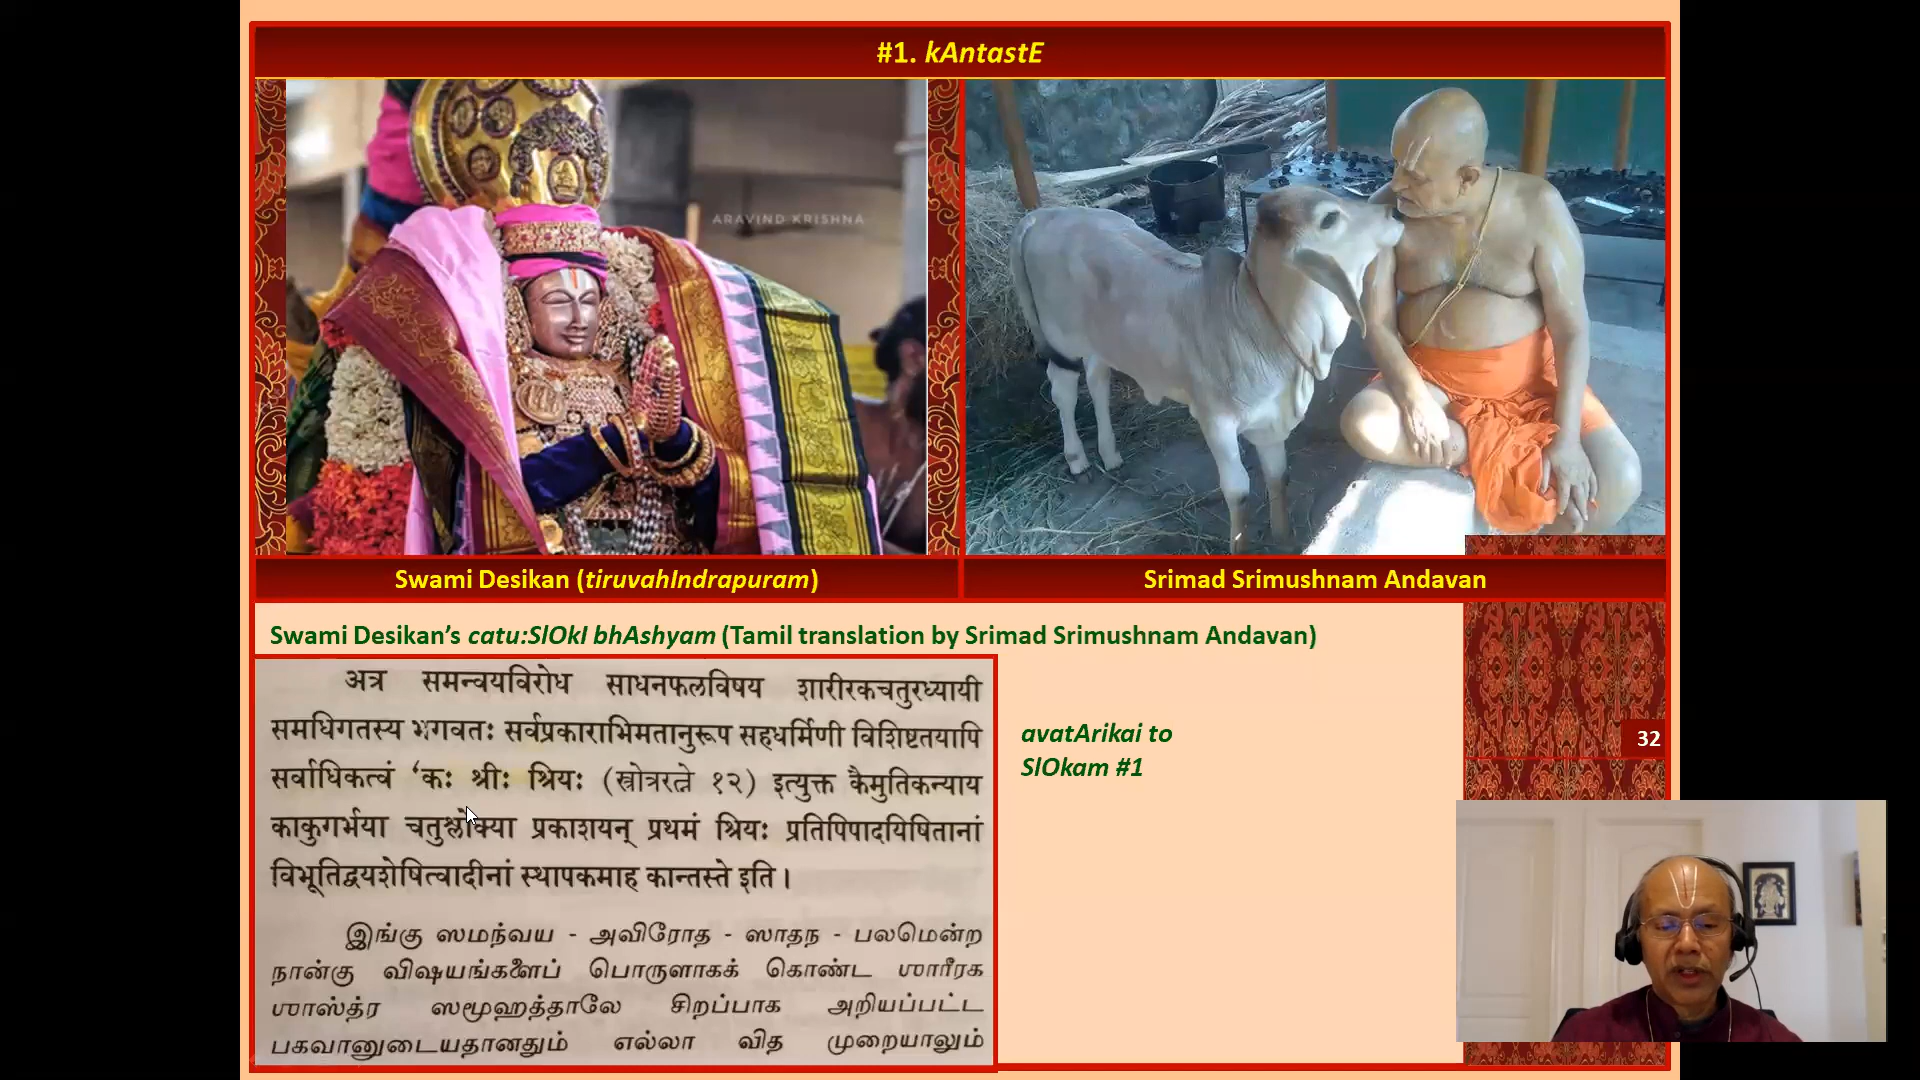 #1. kAntastE
ARAVIND KRISHNA
Swami Desikan (tiruvahIndrapuram)
Srimad Srimushnam Andavan
Swami Desikan’s catu:SlOkI bhAshyam (Tamil translation by Srimad Srimushnam Andavan)
अत्र समन्वयविरोध साधनफलविषय शारीरकचतुरध्यायी
समधिगतस्य भगवतः सर्वप्रकाराभिमतानुरूप सहधर्मिणी विशिष्टतयापि
सर्वाधिकत्वं ‘कः श्रीः श्रियः (स्त्रोत्ररत्ने १२) इत्युक्त कैमुतिकन्याय
काकुगर्भया चतुश्लोक्या प्रकाशयन् प्रथमं श्रियः प्रतिपिपादयिषितानां
विभूतिद्वयशेषित्वादीनां स्थापकमाह कान्तस्ते इति।
இங்கு ஸமந்வய - அவிரோத - ஸாதந - பலமென்ற
நான்கு விஷயங்களைப் பொருளாகக் கொண்ட ஶாரீரக
ஶாஸ்த்ர ஸமூஹத்தாலே சிறப்பாக அறியப்பட்ட
பகவானுடையதானதும் எல்லா வித முறையாலும்
avatArikai to
SlOkam #1
32